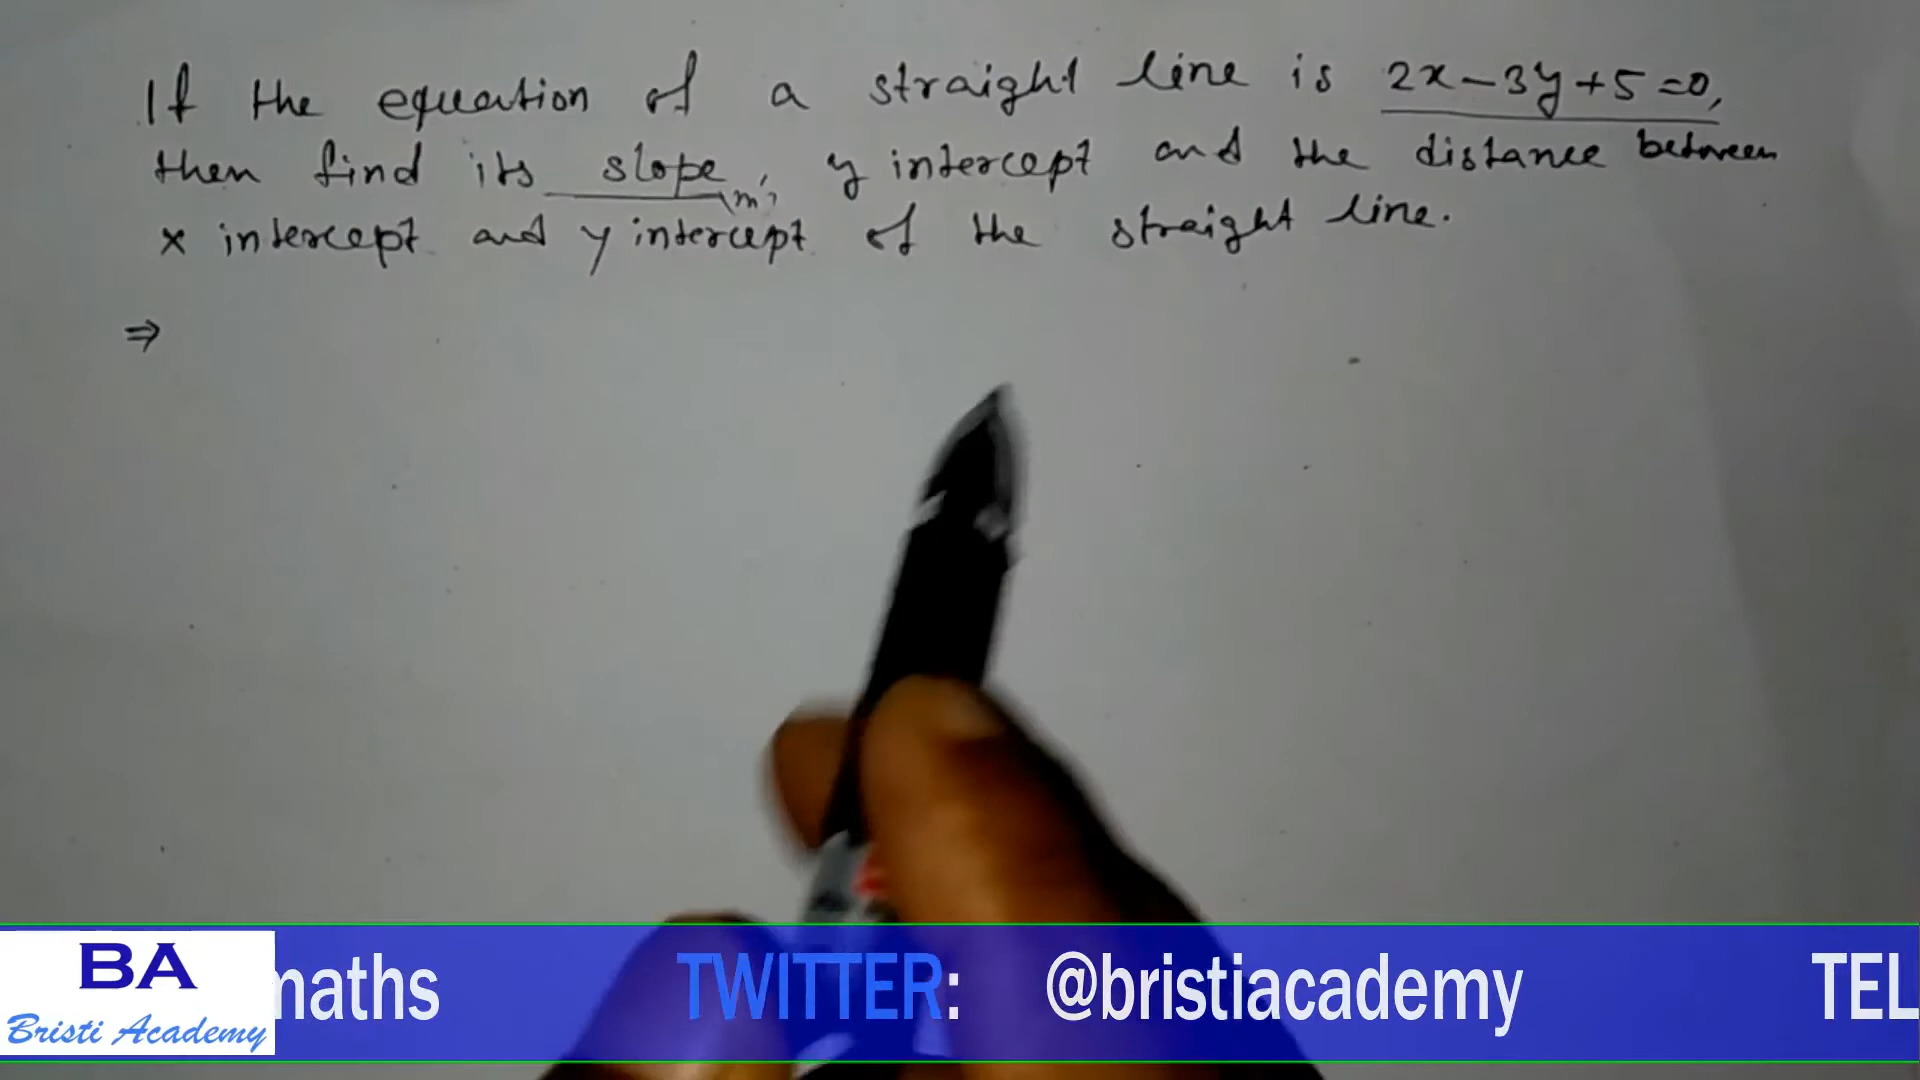 If the equation of a straight line is 2x-3y+5=0,
then find its slope, y intercept and the distance between
'm',
x intercept and y intercept of the straight line.
⇒
BA
Bristi Academy
maths TWITTER: @bristiacademy TEL